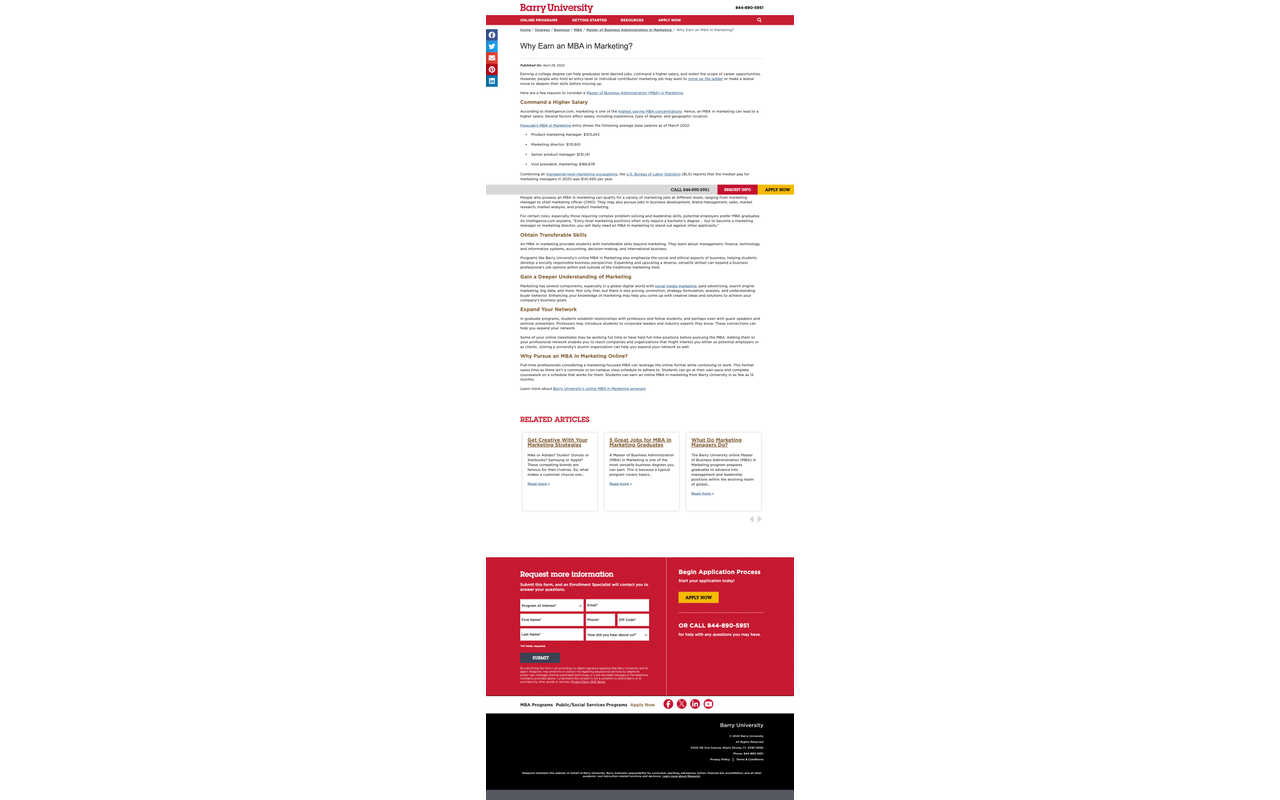 Barry University
844-890-5951
ONLINE PROGRAMS GETTING STARTED RESOURCES APPLY NOW
Home / Degrees / Business / MBA / Master of Business Administration in Marketing / Why Earn an MBA in Marketing?
Why Earn an MBA in Marketing?
Published On: April 28, 2022
Earning a college degree can help graduates land desired jobs, command a higher salary, and widen the scope of career opportunities.
However, people who hold an entry-level or individual contributor marketing job may want to move up the ladder or make a lateral
move to deepen their skills before moving up.
Here are a few reasons to consider a Master of Business Administration (MBA) in Marketing.
Command a Higher Salary
According to intelligence.com, marketing is one of the highest paying MBA concentrations. Hence, an MBA in marketing can lead to a
higher salary. Several factors affect salary, including experience, type of degree, and geographic location.
Payscale's MBA in Marketing entry shows the following average base salaries as of March 2022:
• Product marketing manager: $103,243
• Marketing director: $115,601
• Senior product manager: $131,141
• Vice president, marketing: $166,676
Combining all managerial-level marketing occupations, the U.S. Bureau of Labor Statistics (BLS) reports that the median pay for
marketing managers in 2020 was $141,490 per year.
CALL 844-890-5951 REQUEST INFO APPLY NOW
People who possess an MBA in marketing can qualify for a variety of marketing jobs at different levels, ranging from marketing
manager to chief marketing officer (CMO). They may also pursue jobs in business development, brand management, sales, market
research, market analysis, and product marketing.
For certain roles, especially those requiring complex problem-solving and leadership skills, potential employers prefer MBA graduates.
As intelligence.com explains, "Entry-level marketing positions often only require a bachelor's degree ... but to become a marketing
manager or marketing director, you will likely need an MBA in marketing to stand out against other applicants."
Obtain Transferable Skills
An MBA in marketing provides students with transferable skills beyond marketing. They learn about management, finance, technology
and information systems, accounting, decision-making, and international business.
Programs like Barry University's online MBA in Marketing also emphasize the social and ethical aspects of business, helping students
develop a socially responsible business perspective. Expanding and upscaling a diverse, versatile skillset can expand a business
professional's job options within and outside of the traditional marketing field.
Gain a Deeper Understanding of Marketing
Marketing has several components, especially in a global digital world with social media marketing, paid advertising, search engine
marketing, big data, and more. Not only that, but there is also pricing, promotion, strategy formulation, analysis, and understanding
buyer behavior. Enhancing your knowledge of marketing may help you come up with creative ideas and solutions to achieve your
company's business goals.
Expand Your Network
In graduate programs, students establish relationships with professors and fellow students, and perhaps even with guest speakers and
seminar presenters. Professors may introduce students to corporate leaders and industry experts they know. These connections can
help you expand your network.
Some of your online classmates may be working full time or have held full-time positions before pursuing the MBA. Adding them to
your professional network enables you to reach companies and organizations that might interest you either as potential employers or
as clients. Joining a university's alumni organization can help you expand your network as well.
Why Pursue an MBA in Marketing Online?
Full-time professionals considering a marketing-focused MBA can leverage the online format while continuing to work. This format
saves time as there isn't a commute or on-campus class schedule to adhere to. Students can go at their own pace and complete
coursework on a schedule that works for them. Students can earn an online MBA in marketing from Barry University in as few as 12
months.
Learn more about Barry University's online MBA in Marketing program.
RELATED ARTICLES
Get Creative With Your
Marketing Strategies
Nike or Adidas? Dunkin' Donuts or
Starbucks? Samsung or Apple?
These competing brands are
famous for their rivalries. So, what
makes a customer choose one...
Read more »
5 Great Jobs for MBA in
Marketing Graduates
A Master of Business Administration
(MBA) in Marketing is one of the
most versatile business degrees you
can earn. This is because a typical
program covers topics...
Read more »
What Do Marketing
Managers Do?
The Barry University online Master
of Business Administration (MBA) in
Marketing program prepares
graduates to advance into
management and leadership
positions within the evolving realm
of global...
Read more »
Request more information
Submit this form, and an Enrollment Specialist will contact you to
answer your questions.
Program of Interest* Email*
First Name* Phone* ZIP Code*
Last Name* How did you hear about us?*
*All fields required.
SUBMIT
Begin Application Process
Start your application today!
APPLY NOW
OR CALL 844-890-5951
for help with any questions you may have.
MBA Programs Public/Social Services Programs Apply Now
Barry University
All Rights Reserved
Phone: 844-890-5951
Privacy Policy | Terms & Conditions